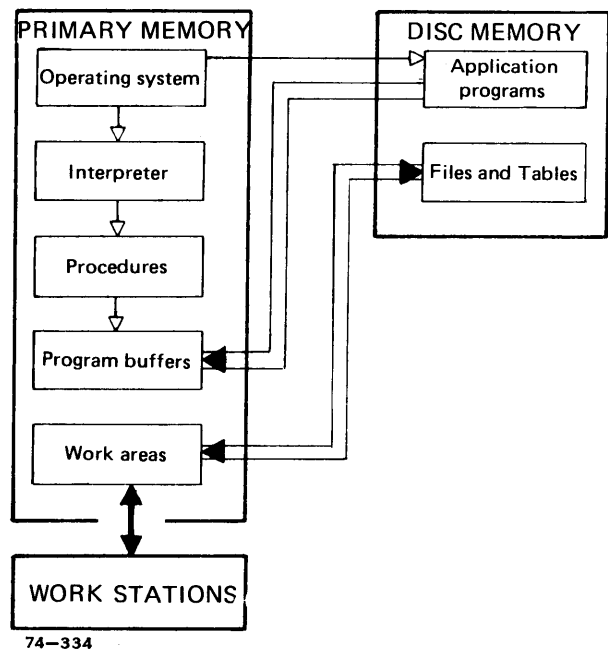 PRIMARY MEMORY
Operating system
Interpreter
Procedures
Program buffers
Work areas
DISC MEMORY
Application
programs
Files and Tables
WORK STATIONS
74-334